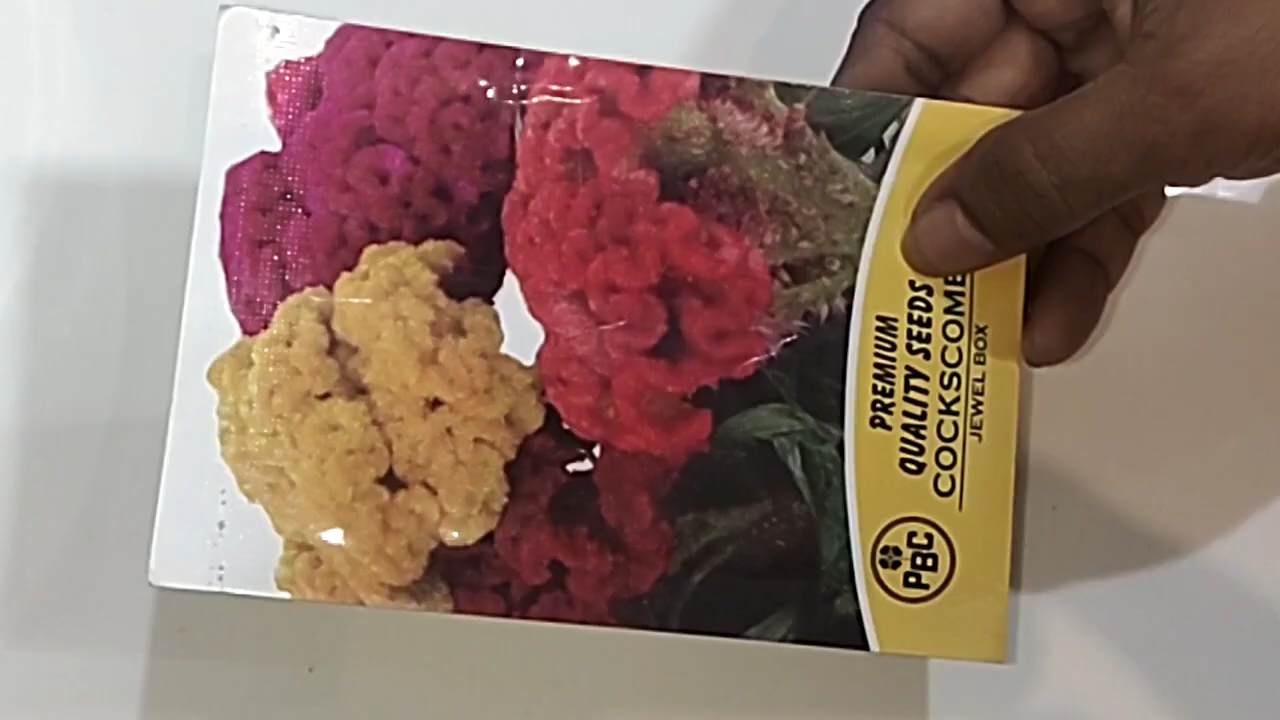 PREMIUM
QUALITY SEEDS
COCKSCOMB
JEWEL BOX
PBC